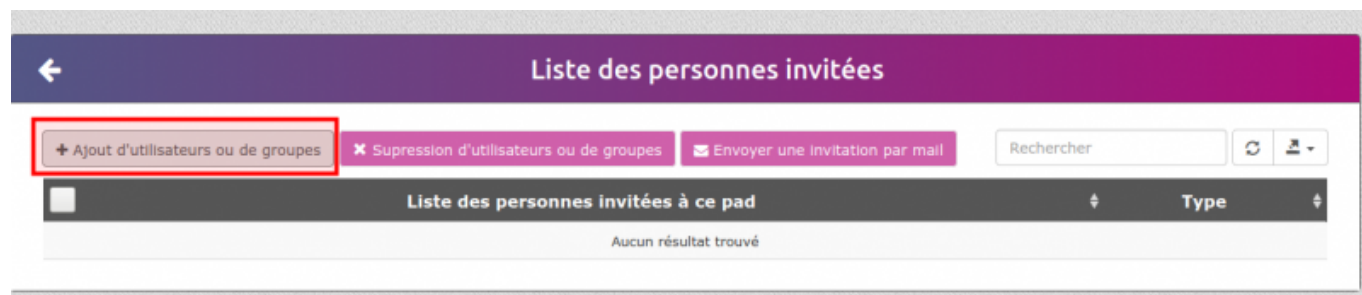 Liste des personnes invitées
Ajout d'utilisateurs ou de groupes Supression d'utilisateurs ou de groupes Envoyer une invitation par mail Rechercher
Liste des personnes invitées à ce pad Type
Aucun résultat trouvé